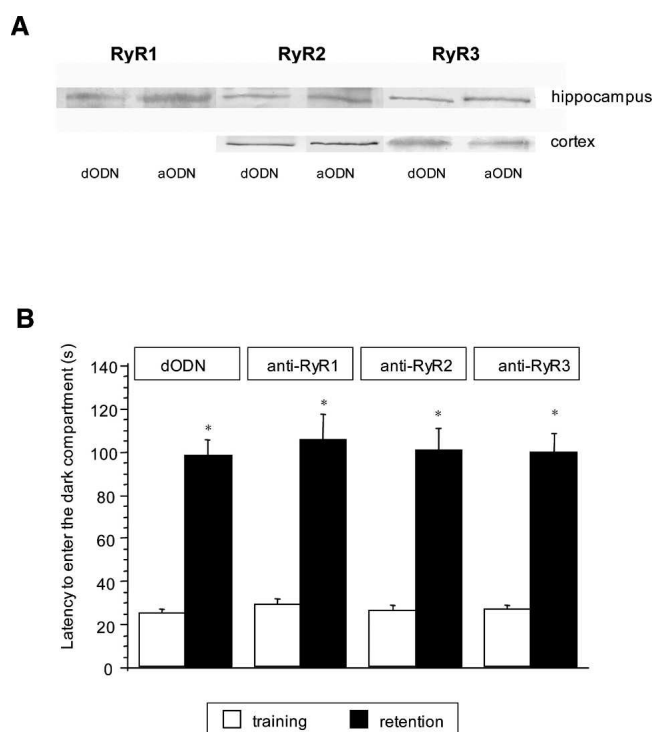 A
RyR1 RyR2 RyR3
hippocampus
cortex
dODN aODN dODN aODN dODN aODN
B
Latency to enter the dark compartment (s)
dODN anti-RyR1 anti-RyR2 anti-RyR3
140
120
100
80
60
40
20
0
* * * *
training retention